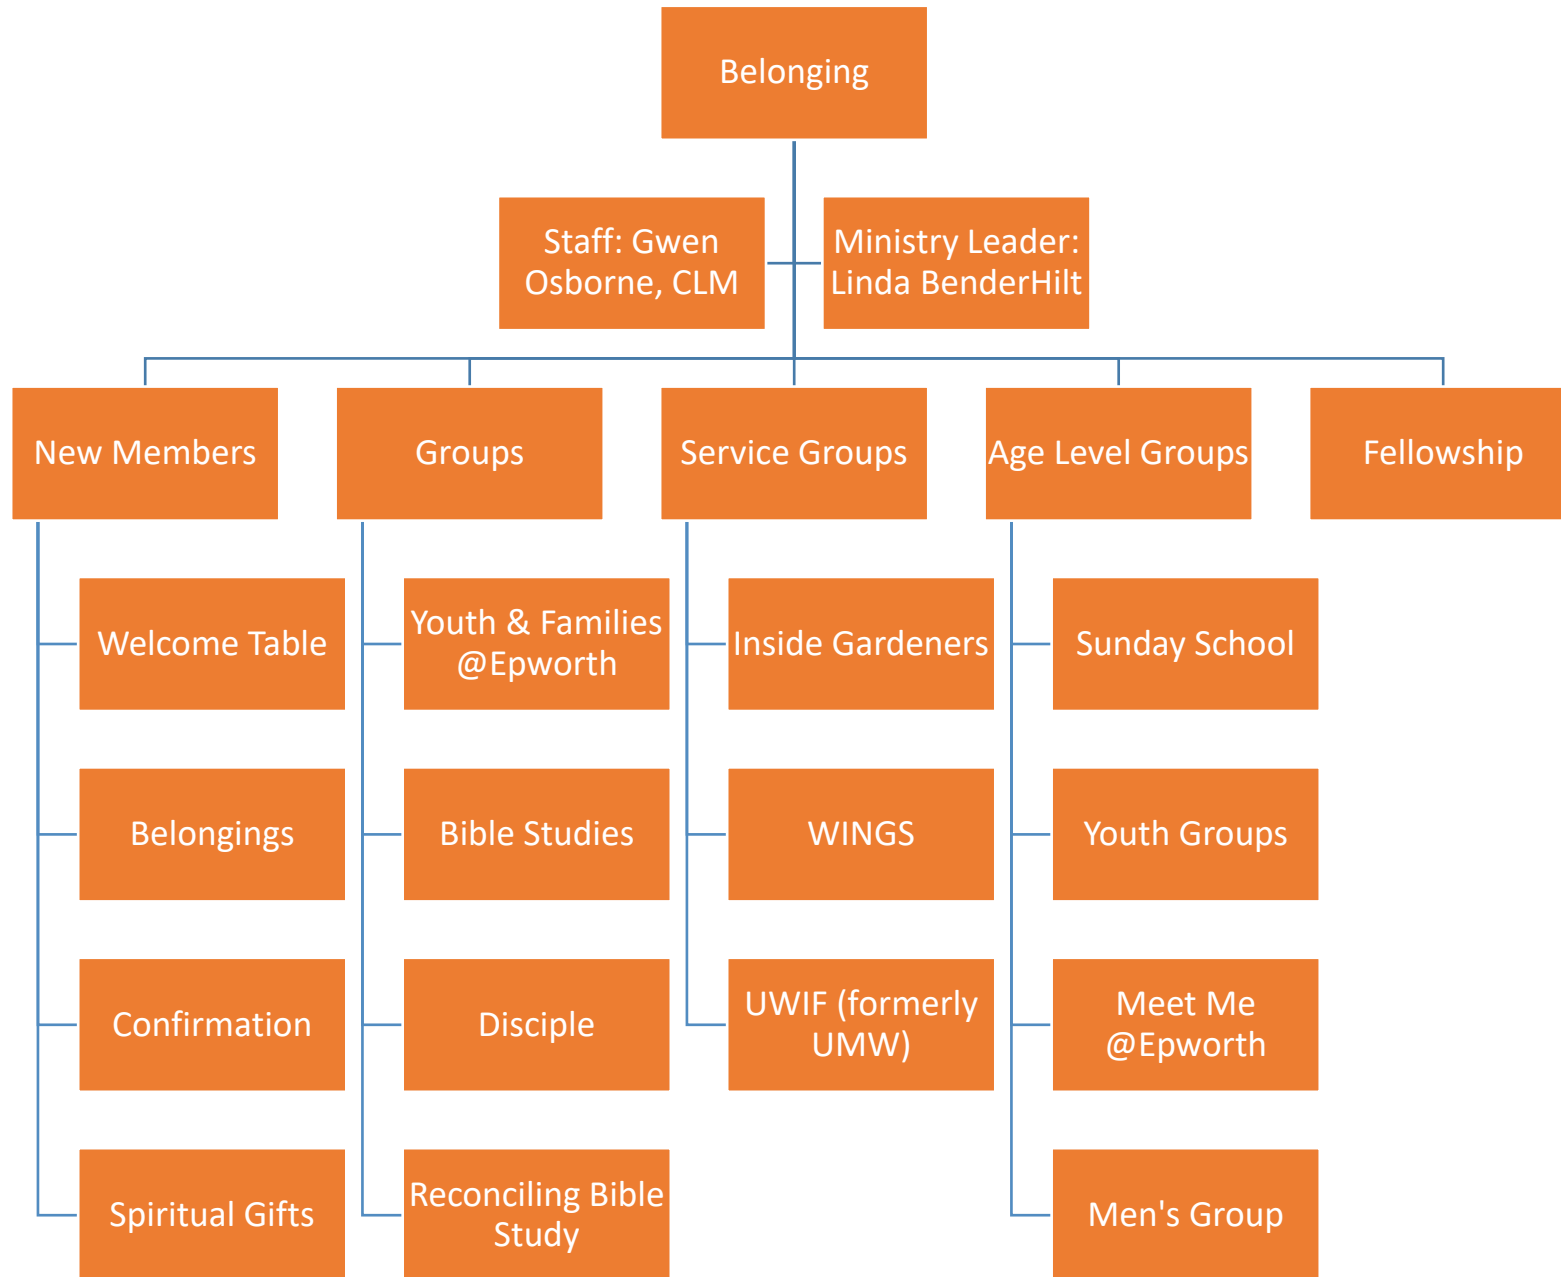 Belonging
Staff: Gwen
Osborne, CLM
Ministry Leader:
Linda BenderHilt
New Members
Groups
Service Groups
Age Level Groups
Fellowship
Welcome Table
Belongings
Confirmation
Spiritual Gifts
Youth & Families
@Epworth
Bible Studies
Disciple
Reconciling Bible
Study
Inside Gardeners
WINGS
UWIF (formerly
UMW)
Sunday School
Youth Groups
Meet Me
@Epworth
Men's Group